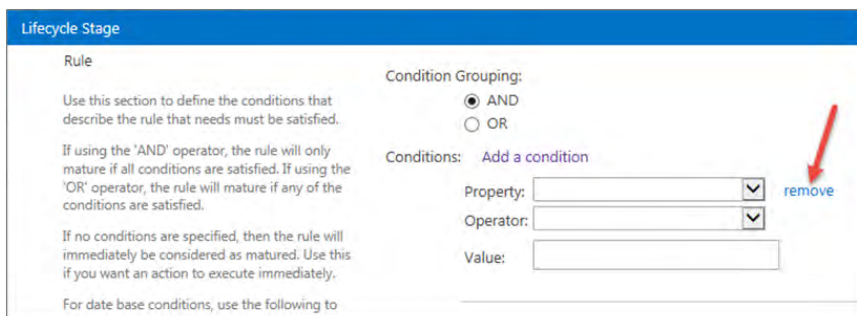 Lifecycle Stage
Rule
Use this section to define the conditions that
describe the rule that needs must be satisfied.
If using the 'AND' operator, the rule will only
mature if all conditions are satisfied. If using the
'OR' operator, the rule will mature if any of the
conditions are satisfied.
If no conditions are specified, then the rule will
immediately be considered as matured. Use this
if you want an action to execute immediately.
For date base conditions, use the following to
Condition Grouping:
AND
OR
Conditions: Add a condition
Property: remove
Operator:
Value: